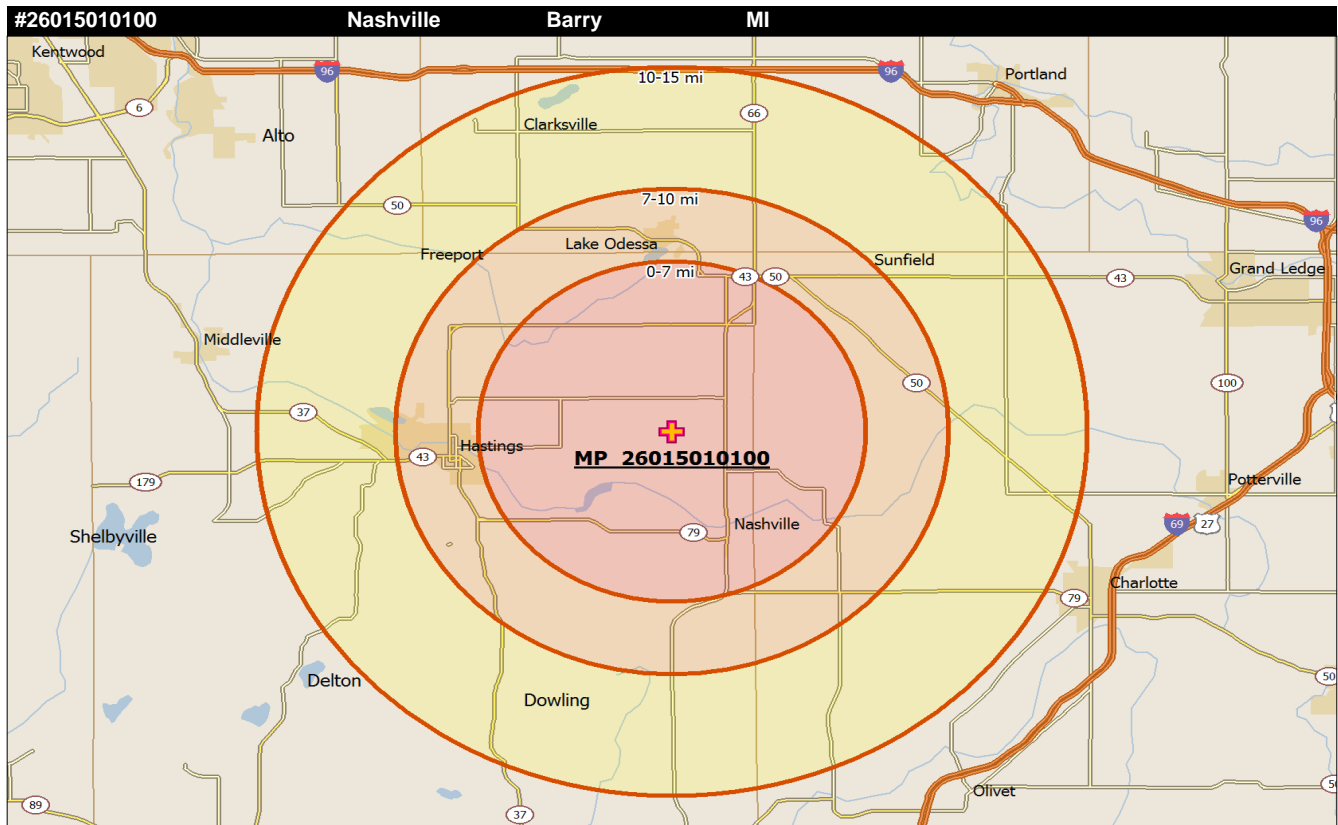 #26015010100 Nashville Barry MI
Kentwood
10-15 mi
96
96
Portland
6
66
Clarksville
Alto
7-10 mi
50
96
Lake Odessa
Freeport
Sunfield
0-7 mi
43 50
43
Grand Ledge
Middleville
50
100
37
Hastings
43
MP 26015010100
179
Potterville
Nashville
69 27
Shelbyville
79
Charlotte
79
Delton
50
Dowling
Olivet
89
37